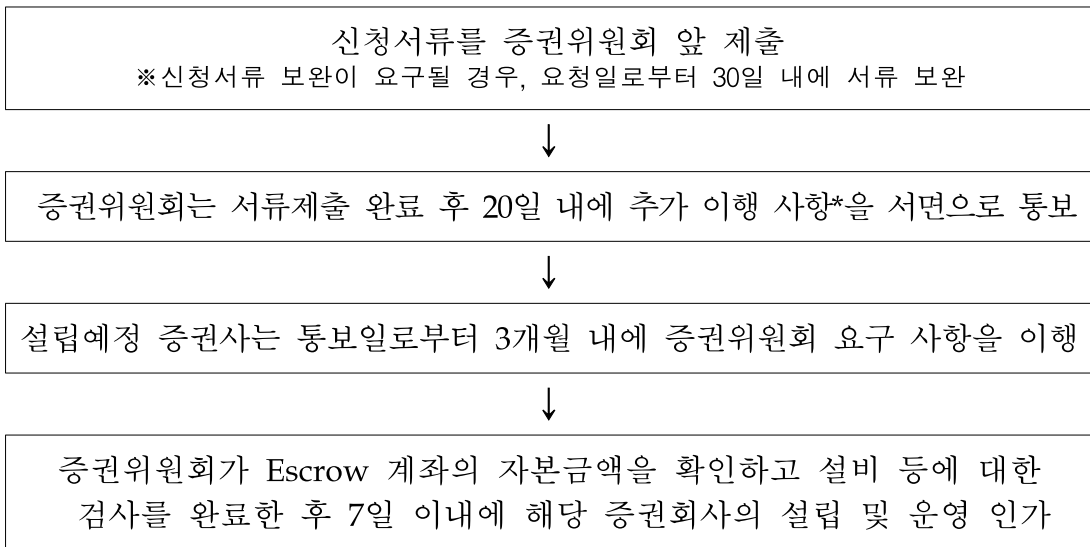 신청서류를 증권위원회 앞 제출
※신청서류 보완이 요구될 경우, 요청일로부터 30일 내에 서류 보완
↓
증권위원회는 서류제출 완료 후 20일 내에 추가 이행 사항*을 서면으로 통보
↓
설립예정 증권사는 통보일로부터 3개월 내에 증권위원회 요구 사항을 이행
↓
증권위원회가 Escrow 계좌의 자본금액을 확인하고 설비 등에 대한
검사를 완료한 후 7일 이내에 해당 증권회사의 설립 및 운영 인가